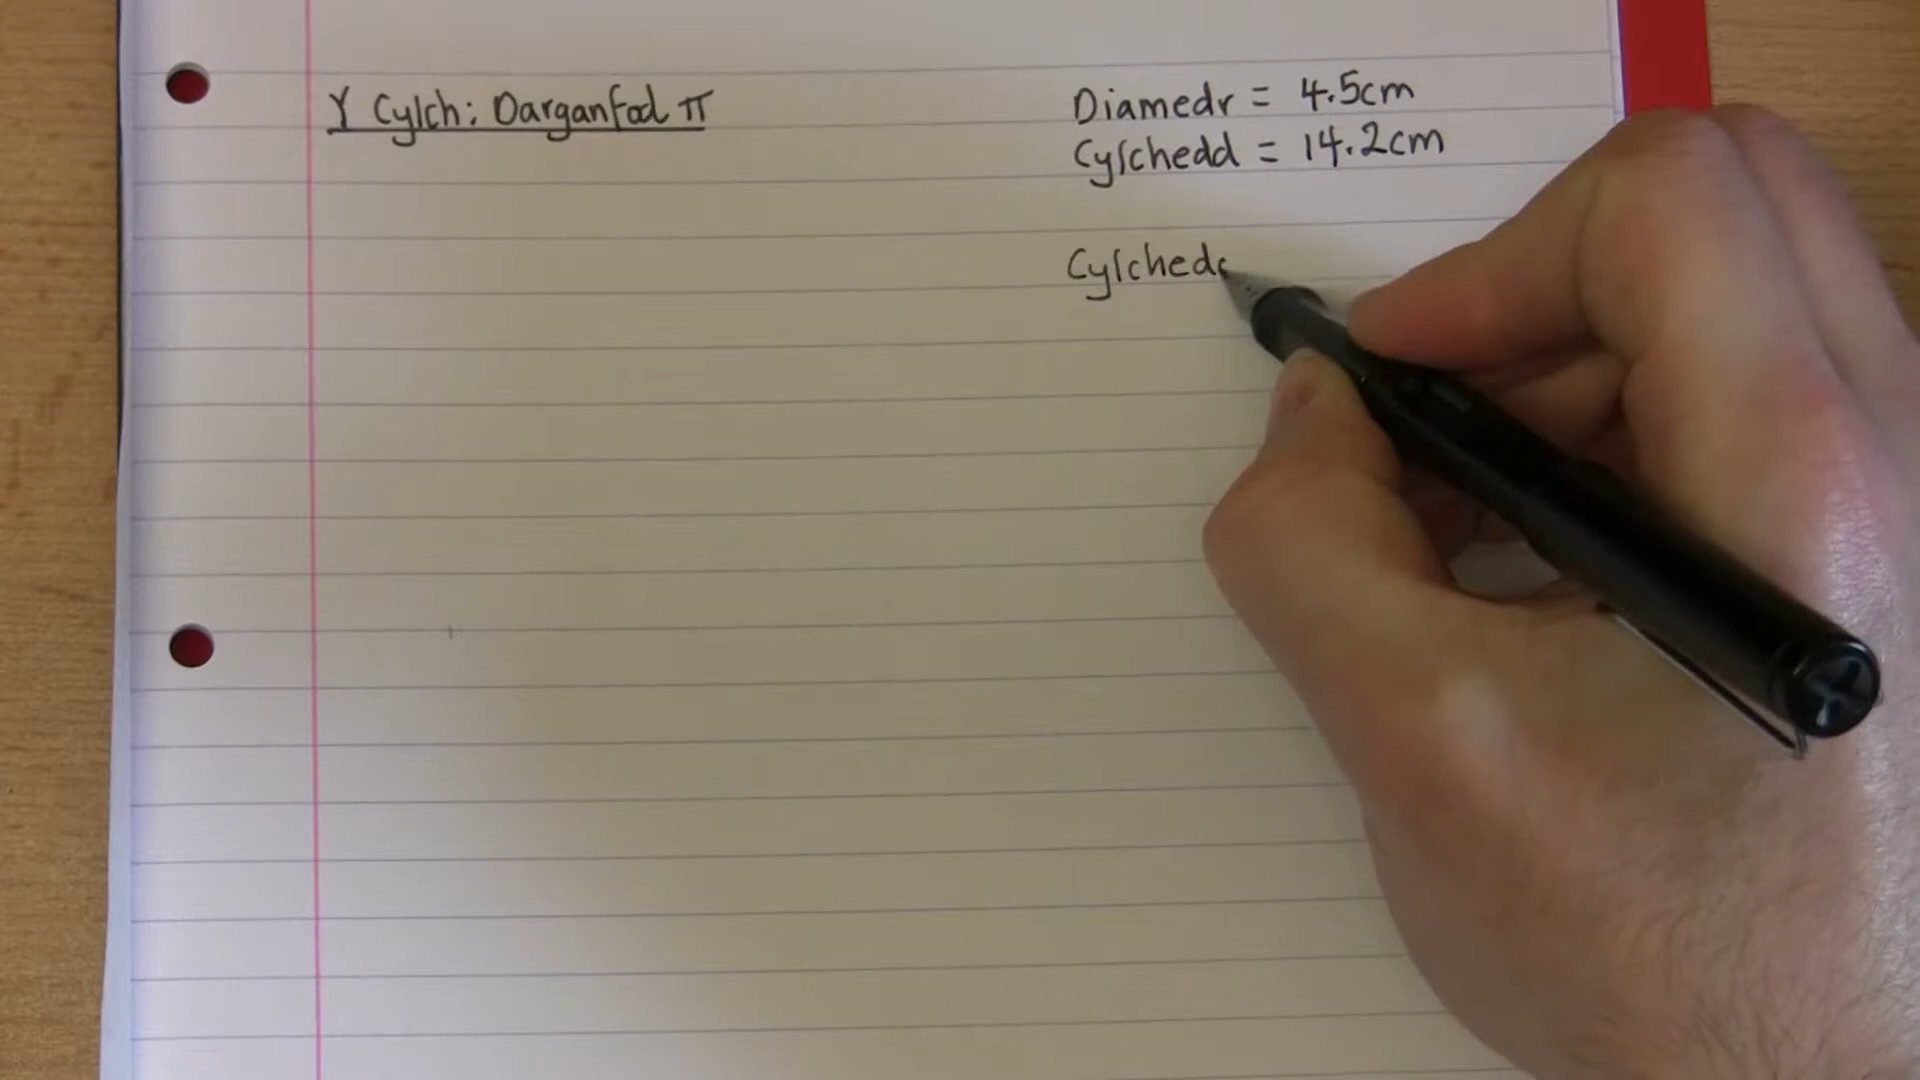 Y Cylch: Darganfod π
Diamedr = 4.5cm
Cylchedd = 14.2cm
Cylched